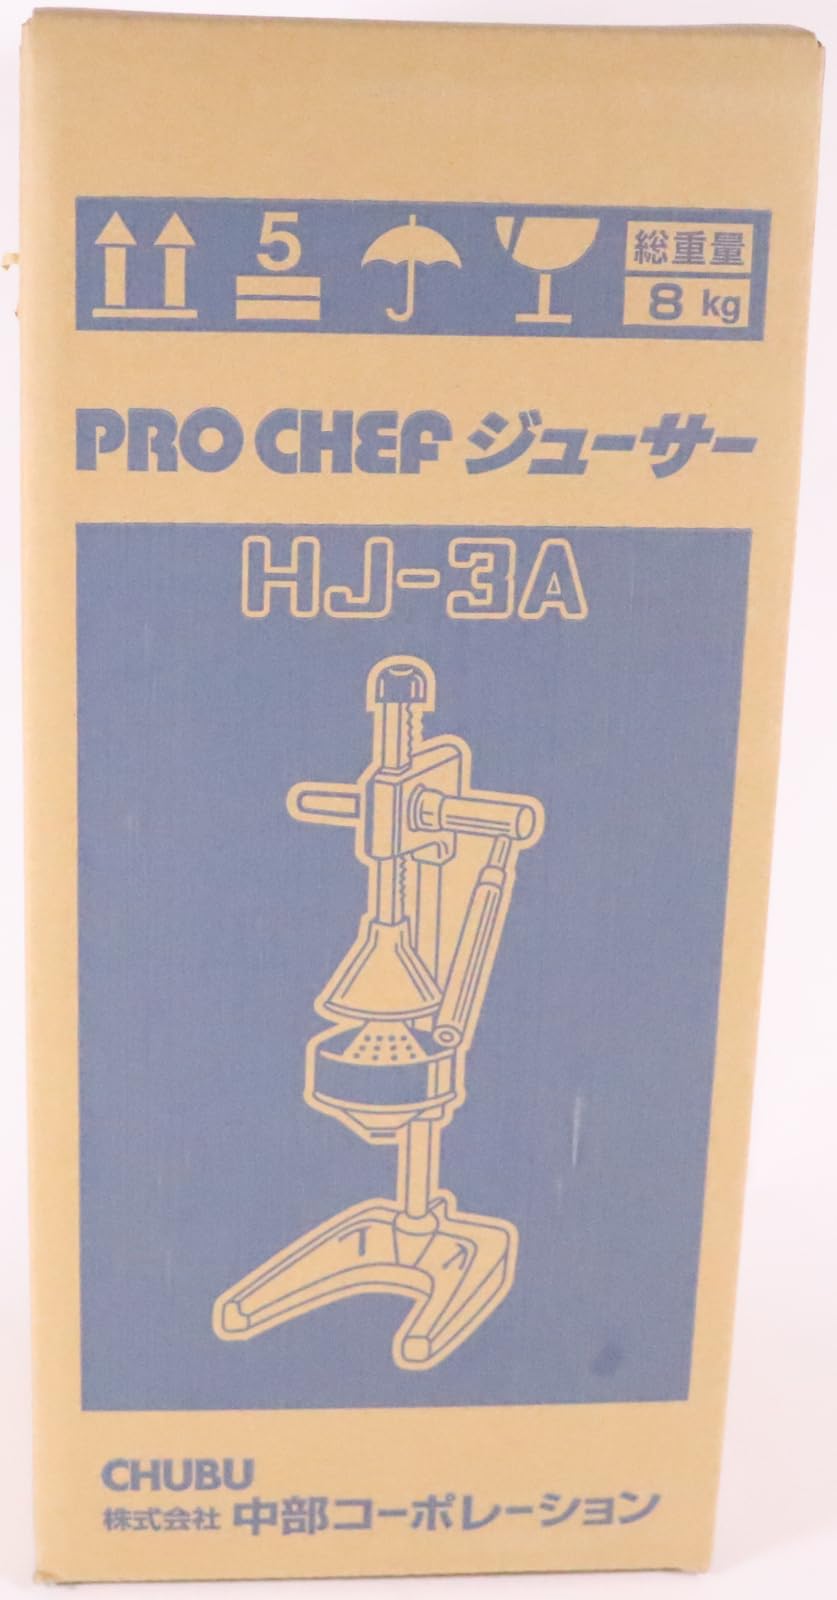 5
総重量
8 kg
PRO CHEF ジューサー
HJ-3A
CHUBU
株式会社 中部コーポレーション